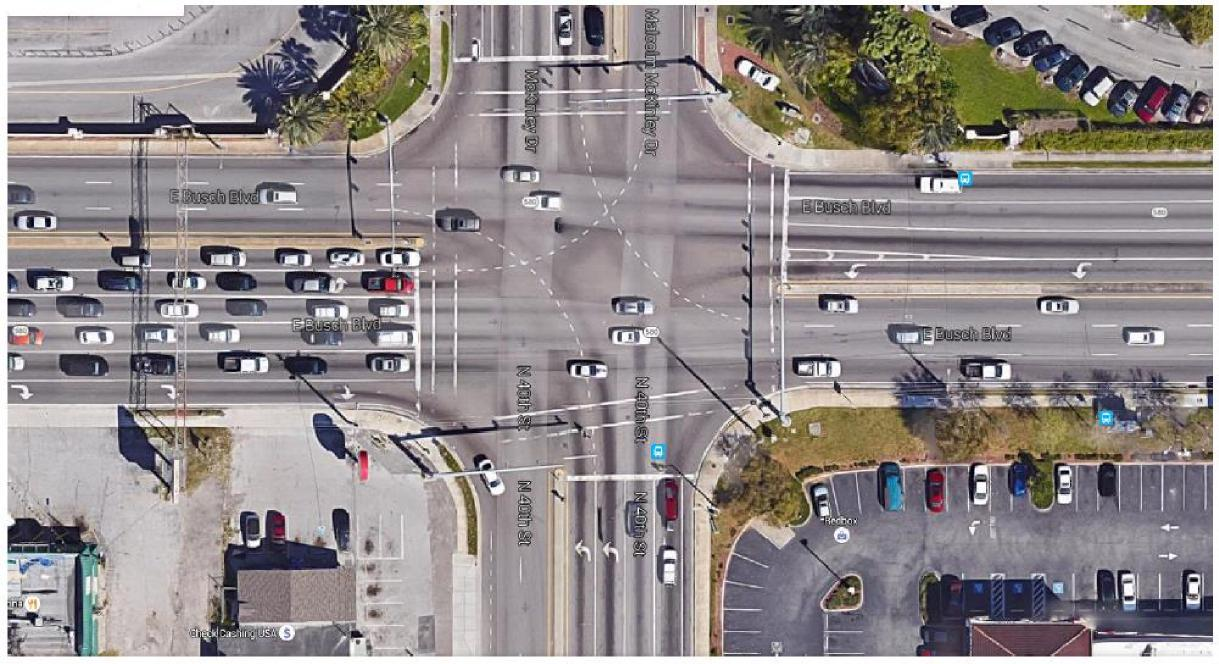 McKinley Dr
Malcolm McKinley Dr
E Busch Blvd
580
E Busch Blvd
580
580
E Busch Blvd
580
E Busch Blvd
N 40th St
N 40th St
N 40th St
N 40th St
Redbox
Check Cashing USA $